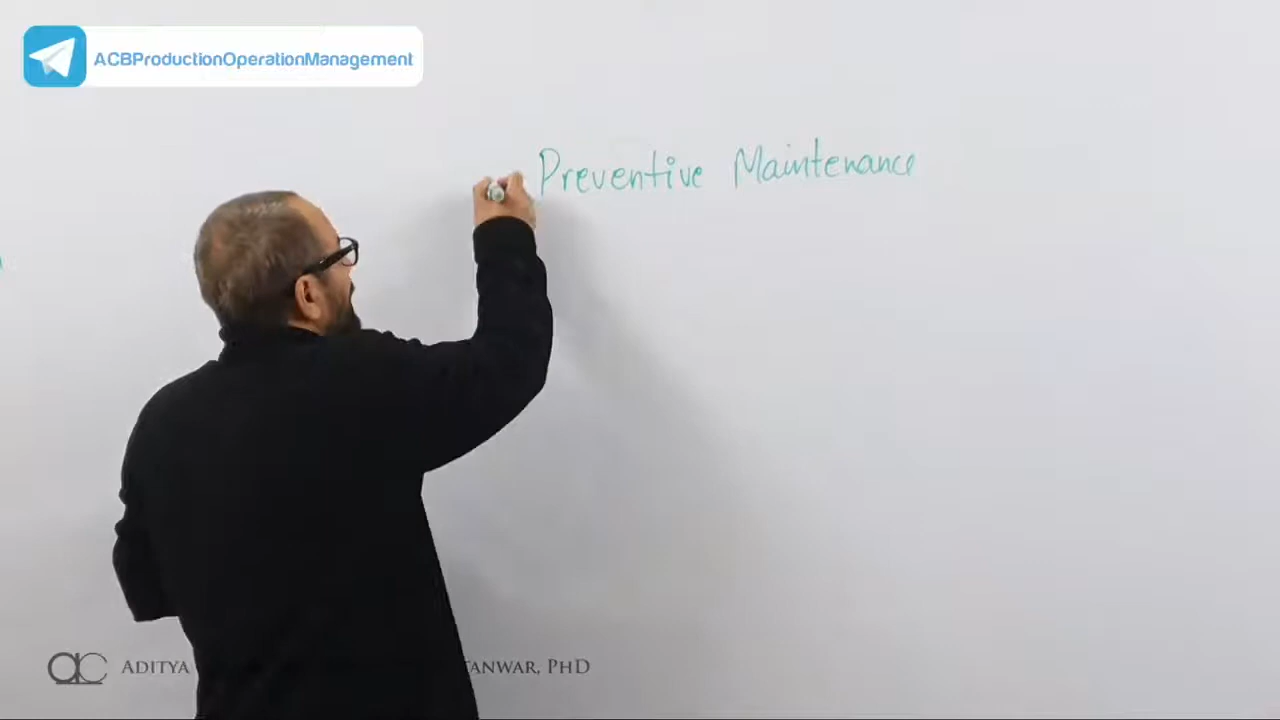 ACBProductionOperationManagement
Preventive Maintenance
ADITYA
TANWAR, PHD